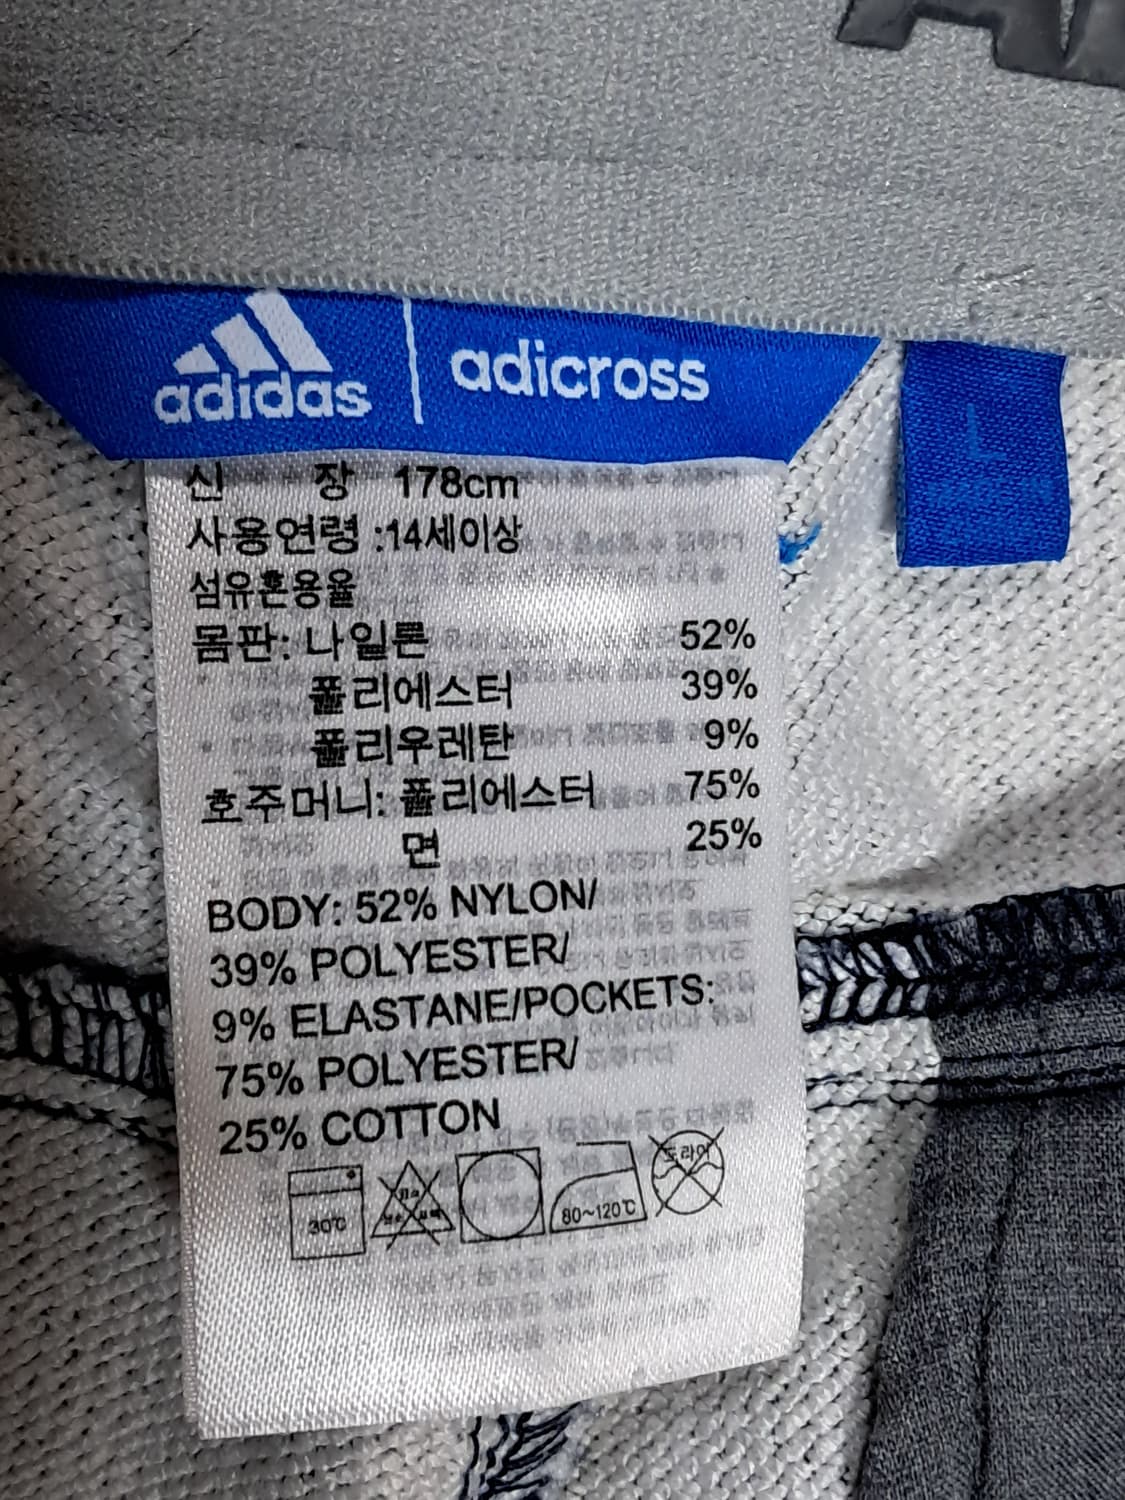 adidas | adicross
L
신 장 178cm
사용연령 :14세이상
섬유혼용율
몸판: 나일론 52%
폴리에스터 39%
폴리우레탄 9%
호주머니: 폴리에스터 75%
면 25%
BODY: 52% NYLON/
39% POLYESTER/
9% ELASTANE/POCKETS:
75% POLYESTER/
25% COTTON
30℃ 80~120℃ 드라이